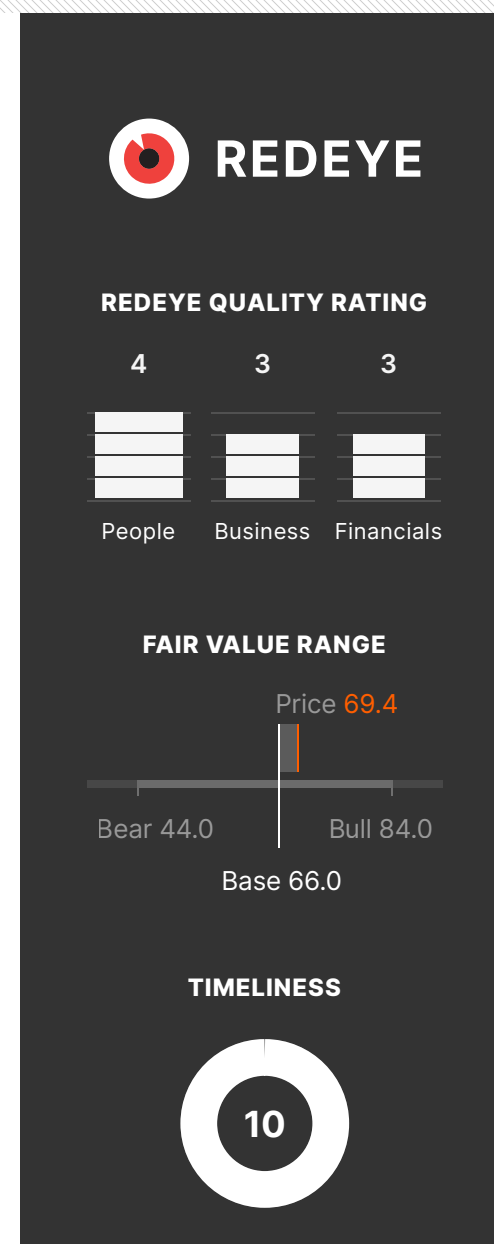 REDEYE
REDEYE QUALITY RATING
4 3 3
People Business Financials
FAIR VALUE RANGE
Price 69.4
Bear 44.0 Bull 84.0
Base 66.0
TIMELINESS
10